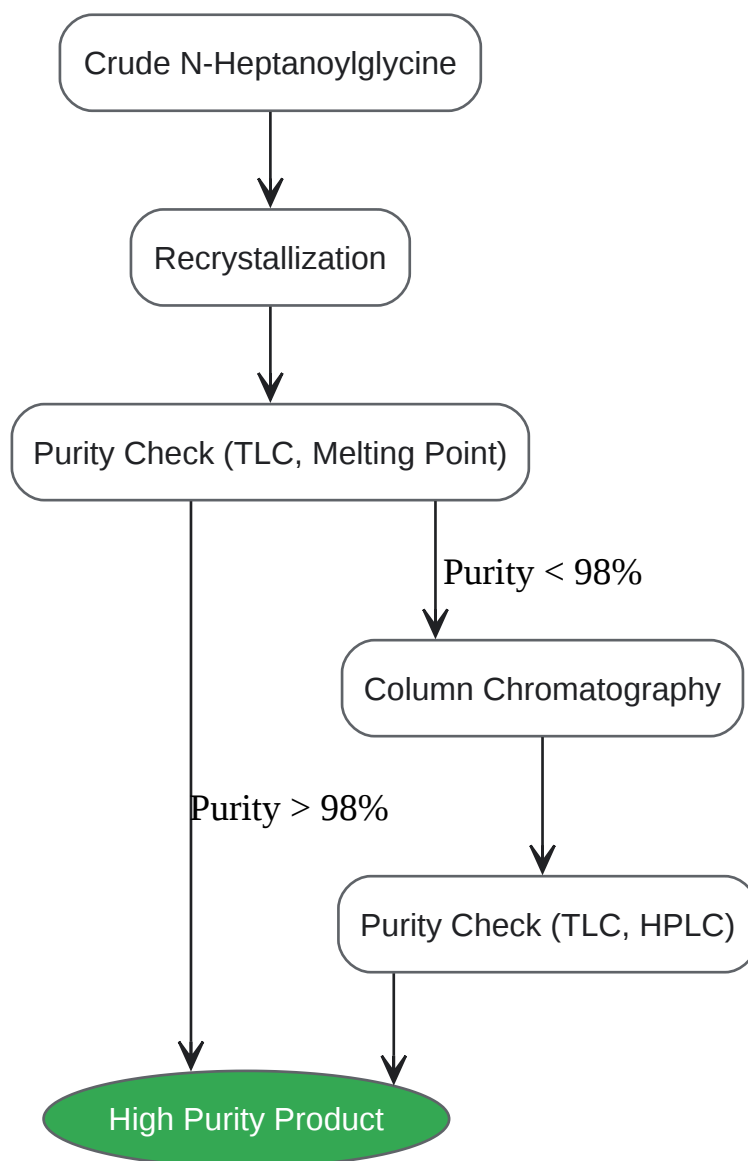 Crude N-Heptanoylglycine
Recrystallization
Purity Check (TLC, Melting Point)
Purity < 98%
Column Chromatography
Purity > 98%
Purity Check (TLC, HPLC)
High Purity Product